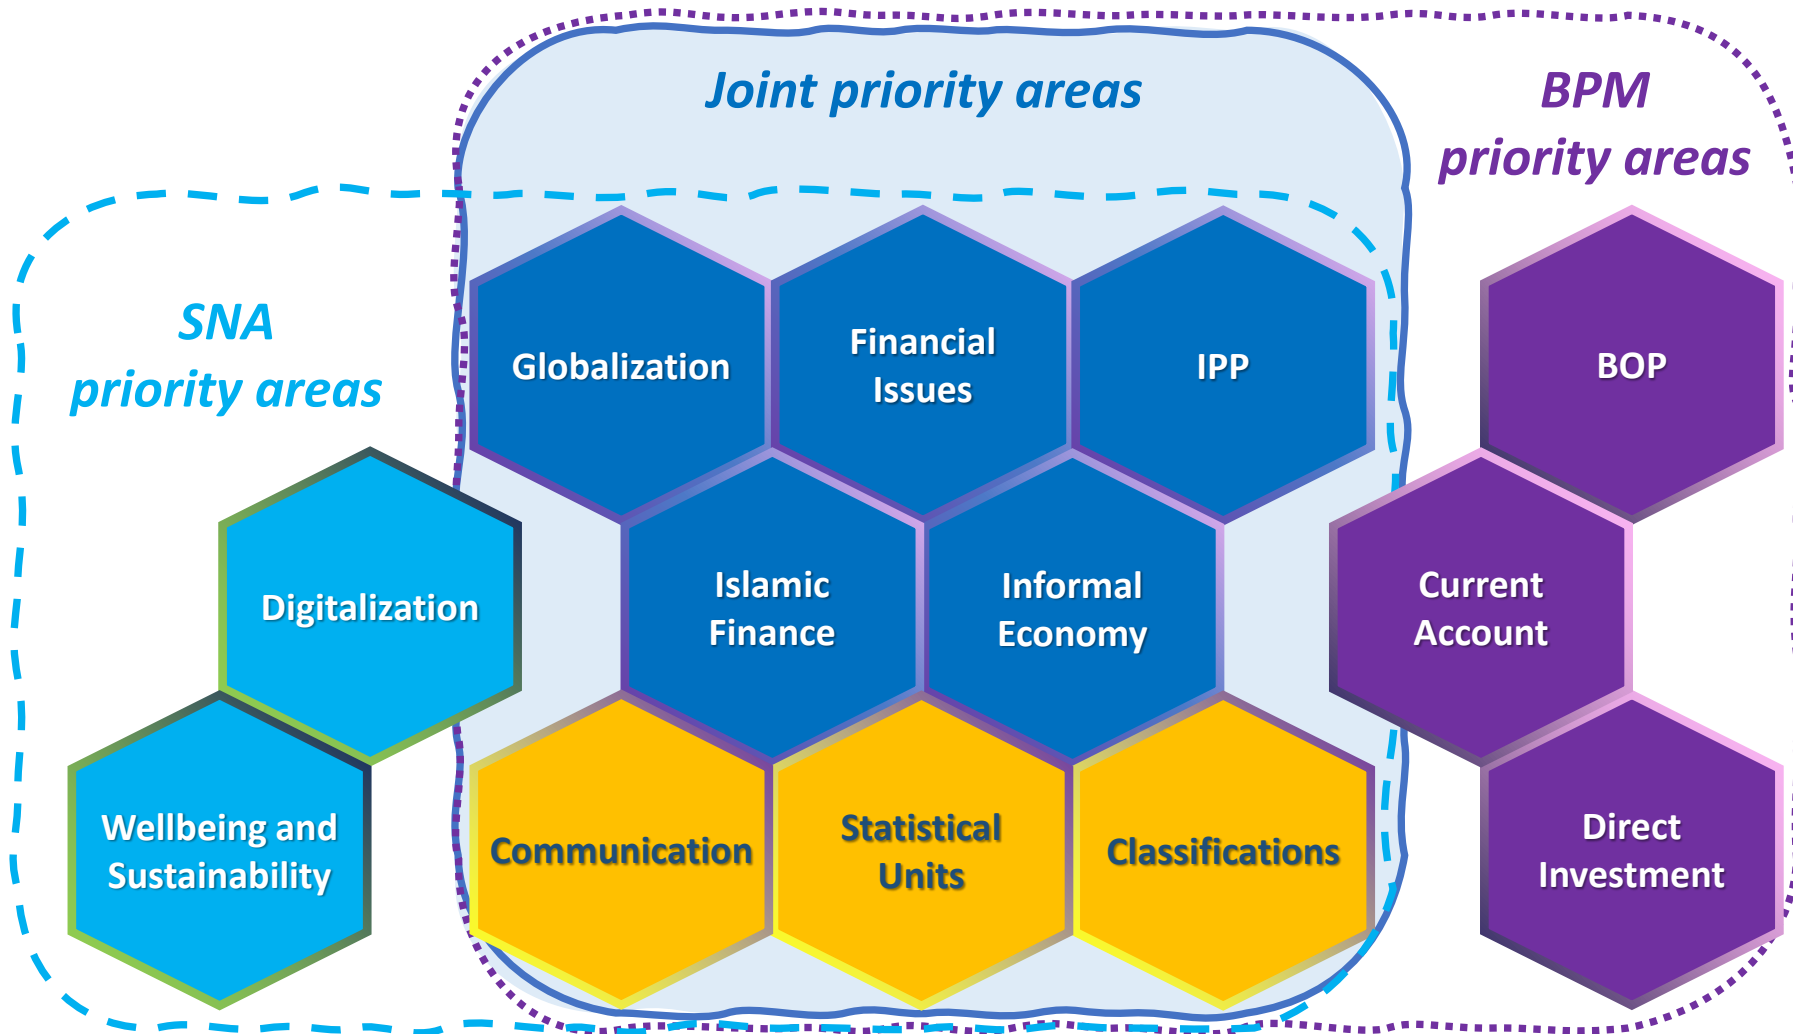 Joint priority areas
BPM
priority areas
SNA
priority areas
Globalization
Financial
Issues
IPP
BOP
Digitalization
Islamic
Finance
Informal
Economy
Current
Account
Wellbeing and
Sustainability
Communication
Statistical
Units
Classifications
Direct
Investment